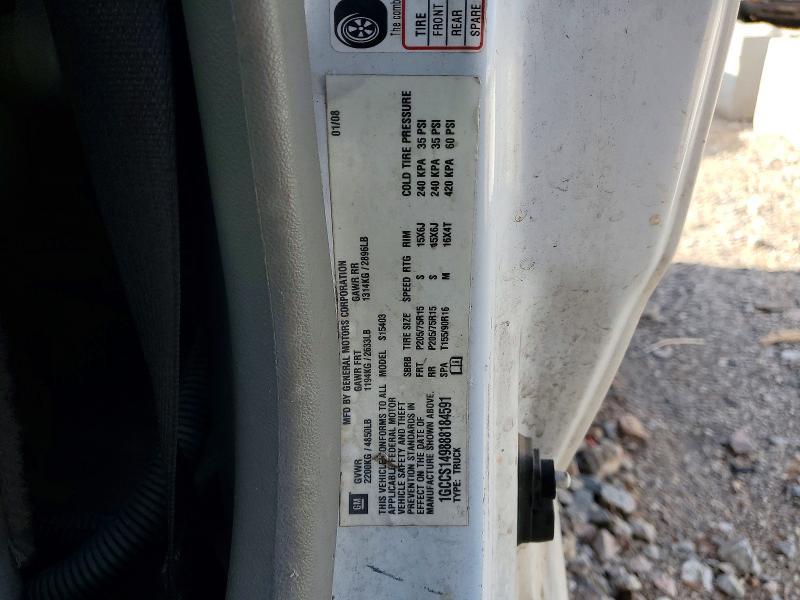 The comb
TIRE
FRONT
REAR
SPARE
01/08
MFD BY GENERAL MOTORS CORPORATION
GVWR GAWR FRT GAWR RR
2200KG / 4850LB 1194KG / 2633LB 1314KG / 2896LB
GM
THIS VEHICLE CONFORMS TO ALL MODEL S15403
APPLICABLE FEDERAL MOTOR
VEHICLE SAFETY AND THEFT
PREVENTION STANDARDS IN
EFFECT ON THE DATE OF
MANUFACTURE SHOWN ABOVE.
1GCCS149888184591
TYPE: TRUCK
SBRB TIRE SIZE SPEED RTG RIM COLD TIRE PRESSURE
FRT P205/75R15 S 15X6J 240 KPA 35 PSI
RR P205/75R15 S 15X6J 240 KPA 35 PSI
SPA T155/90R16 M 16X4T 420 KPA 60 PSI